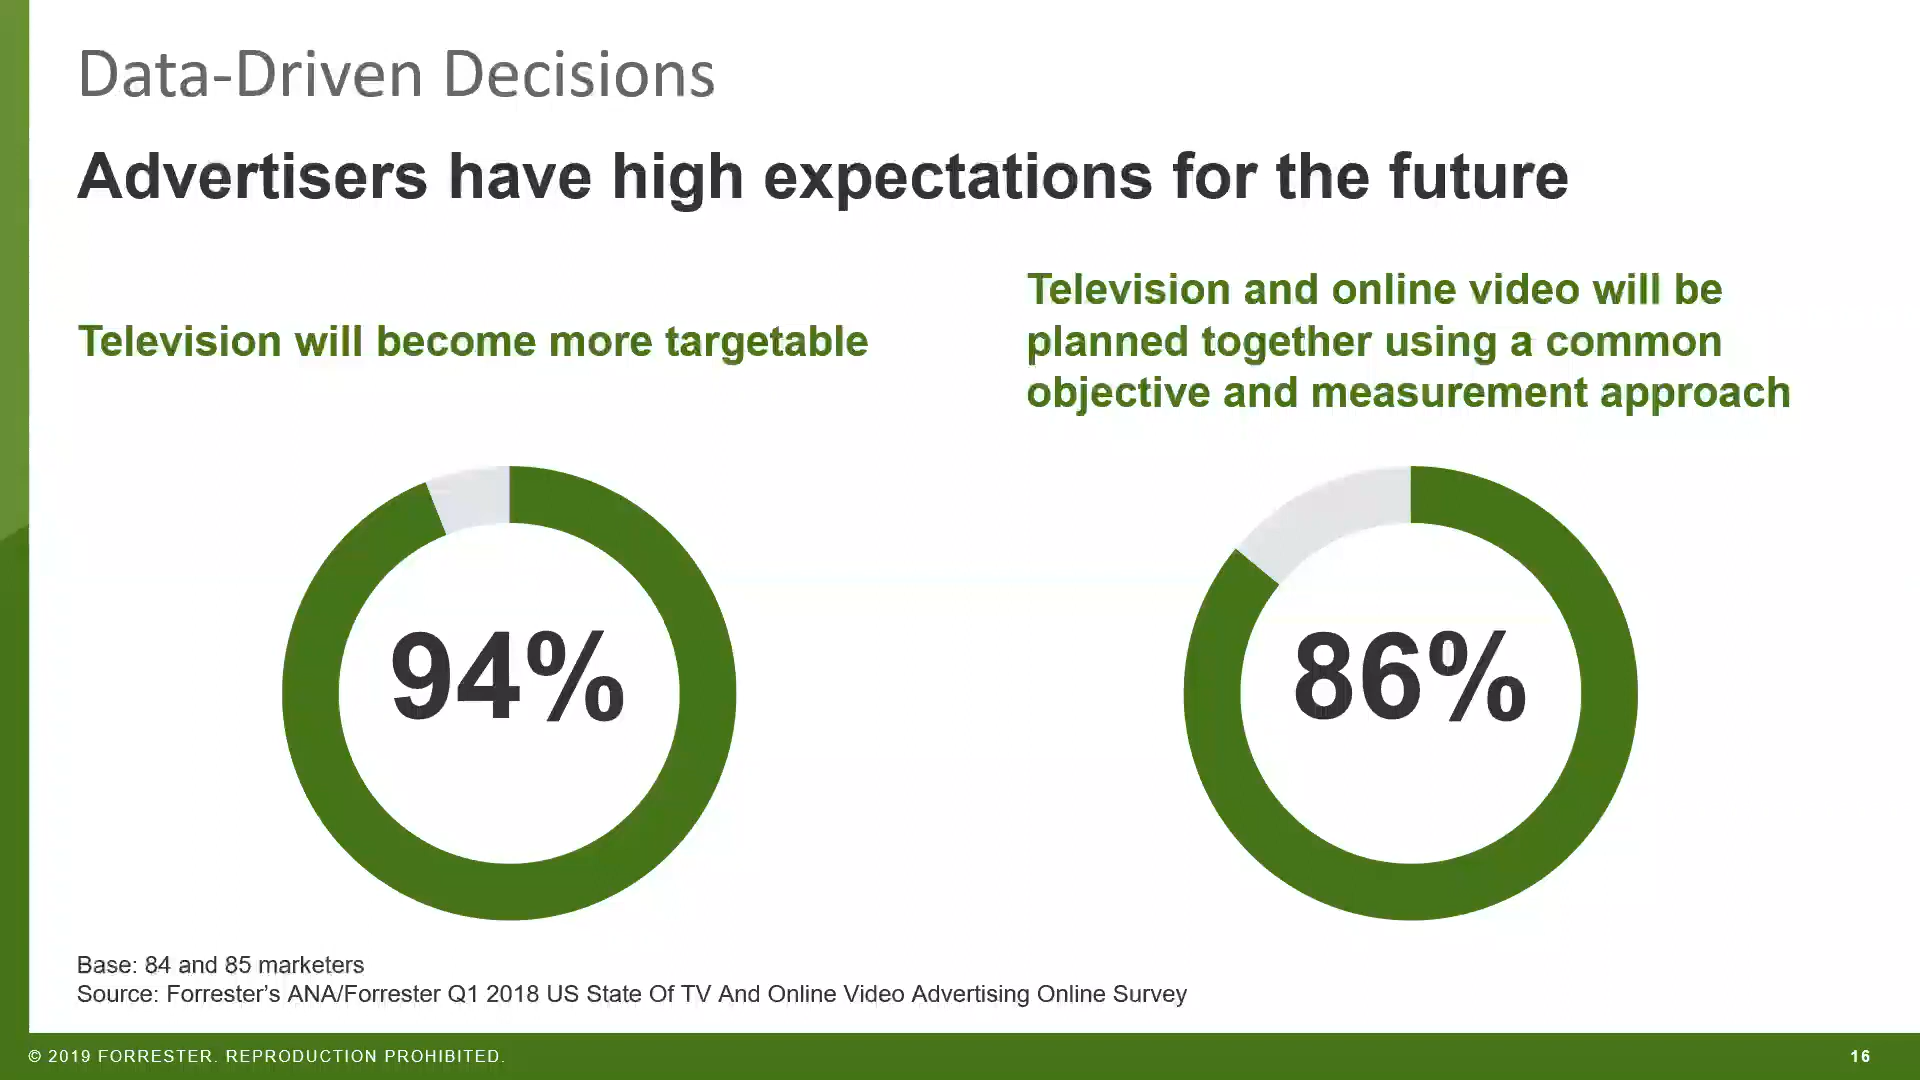 Data-Driven Decisions
Advertisers have high expectations for the future
Television will become more targetable
Television and online video will be
planned together using a common
objective and measurement approach
94%
86%
Base: 84 and 85 marketers
Source: Forrester’s ANA/Forrester Q1 2018 US State Of TV And Online Video Advertising Online Survey
© 2019 FORRESTER. REPRODUCTION PROHIBITED.
16